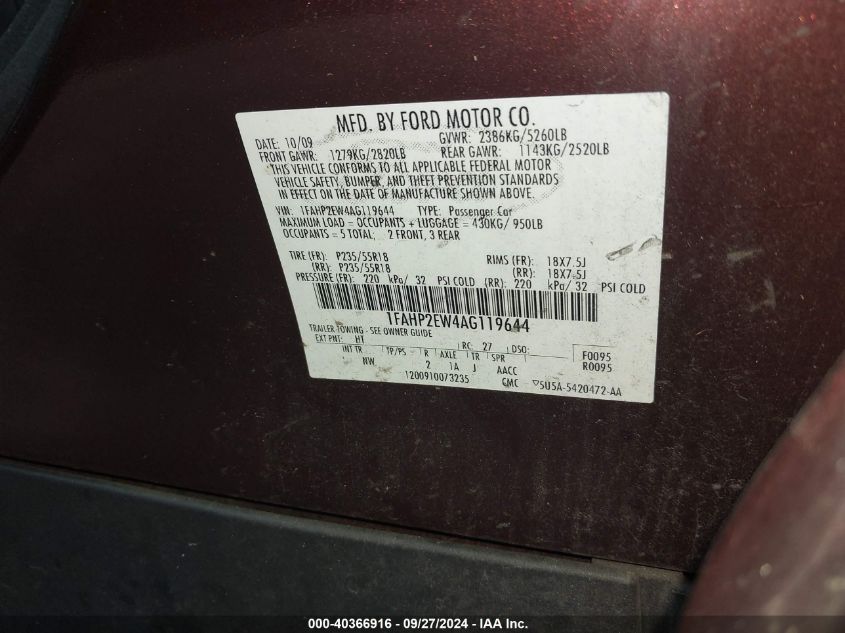 MFD. BY FORD MOTOR CO.
DATE: 10/09 GVWR: 2386KG/5260LB
FRONT GAWR: 1279KG/2820LB REAR GAWR: 1143KG/2520LB
THIS VEHICLE CONFORMS TO ALL APPLICABLE FEDERAL MOTOR
VEHICLE SAFETY, BUMPER, AND THEFT PREVENTION STANDARDS
IN EFFECT ON THE DATE OF MANUFACTURE SHOWN ABOVE.
VIN: 1FAHP2EW4AG119644 TYPE: Passenger Car
MAXIMUM LOAD = OCCUPANTS + LUGGAGE = 430KG/ 950LB
OCCUPANTS = 5 TOTAL; 2 FRONT, 3 REAR
TIRE (FR): P235/55R18 RIMS (FR): 18X7.5J
(RR): P235/55R18 (RR): 18X7.5J
PRESSURE (FR): 220 kPa/ 32 PSI COLD (RR): 220 kPa/ 32 PSI COLD
1FAHP2EW4AG119644
TRAILER TOWING - SEE OWNER GUIDE
EXT PNT: HT RC: 27 DSO: F0095
INT TR TP/PS R AXLE TR SPR R0095
NW 2 1A J AACC
1200910073235 CMC ▽5U5A-5420472-AA
000-40366916 - 09/27/2024 - IAA Inc.